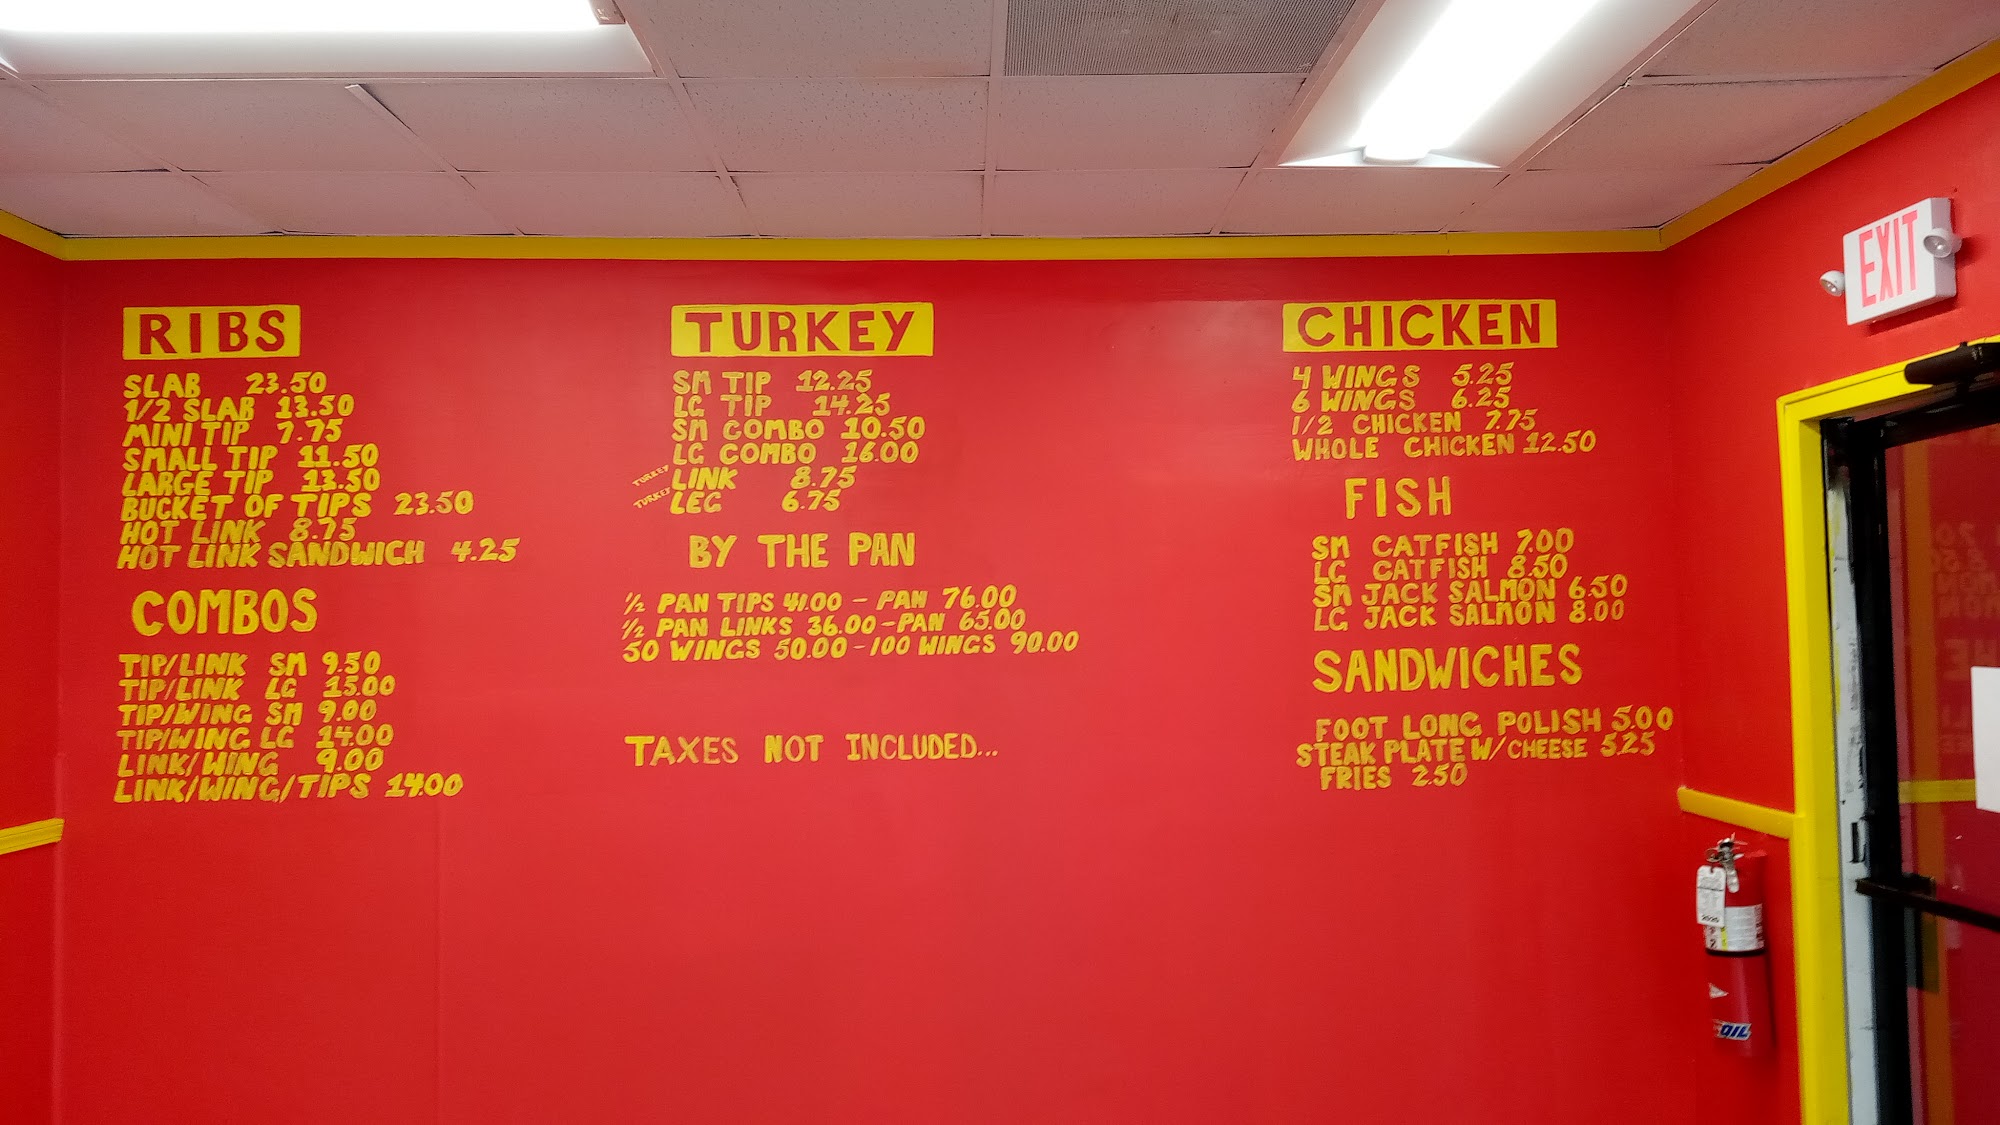 RIBS
SLAB 23.50
1/2 SLAB 13.50
MINI TIP 7.75
SMALL TIP 11.50
LARGE TIP 13.50
BUCKET OF TIPS 23.50
HOT LINK 8.75
HOT LINK SANDWICH 4.25
COMBOS
TIP/LINK SM 9.50
TIP/LINK LG 15.00
TIP/WING SM 9.00
TIP/WING LG 14.00
LINK/WING 9.00
LINK/WING/TIPS 14.00
TURKEY
SM TIP 12.25
LG TIP 14.25
SM COMBO 10.50
LG COMBO 16.00
TURKEY LINK 8.75
TURKEY LEG 6.75
BY THE PAN
½ PAN TIPS 41.00 - PAN 76.00
½ PAN LINKS 36.00 - PAN 65.00
50 WINGS 50.00 - 100 WINGS 90.00
TAXES NOT INCLUDED...
CHICKEN
4 WINGS 5.25
6 WINGS 6.25
1/2 CHICKEN 7.75
WHOLE CHICKEN 12.50
FISH
SM CATFISH 7.00
LG CATFISH 8.50
SM JACK SALMON 6.50
LG JACK SALMON 8.00
SANDWICHES
FOOT LONG POLISH 5.00
STEAK PLATE W/ CHEESE 5.25
FRIES 2.50
EXIT